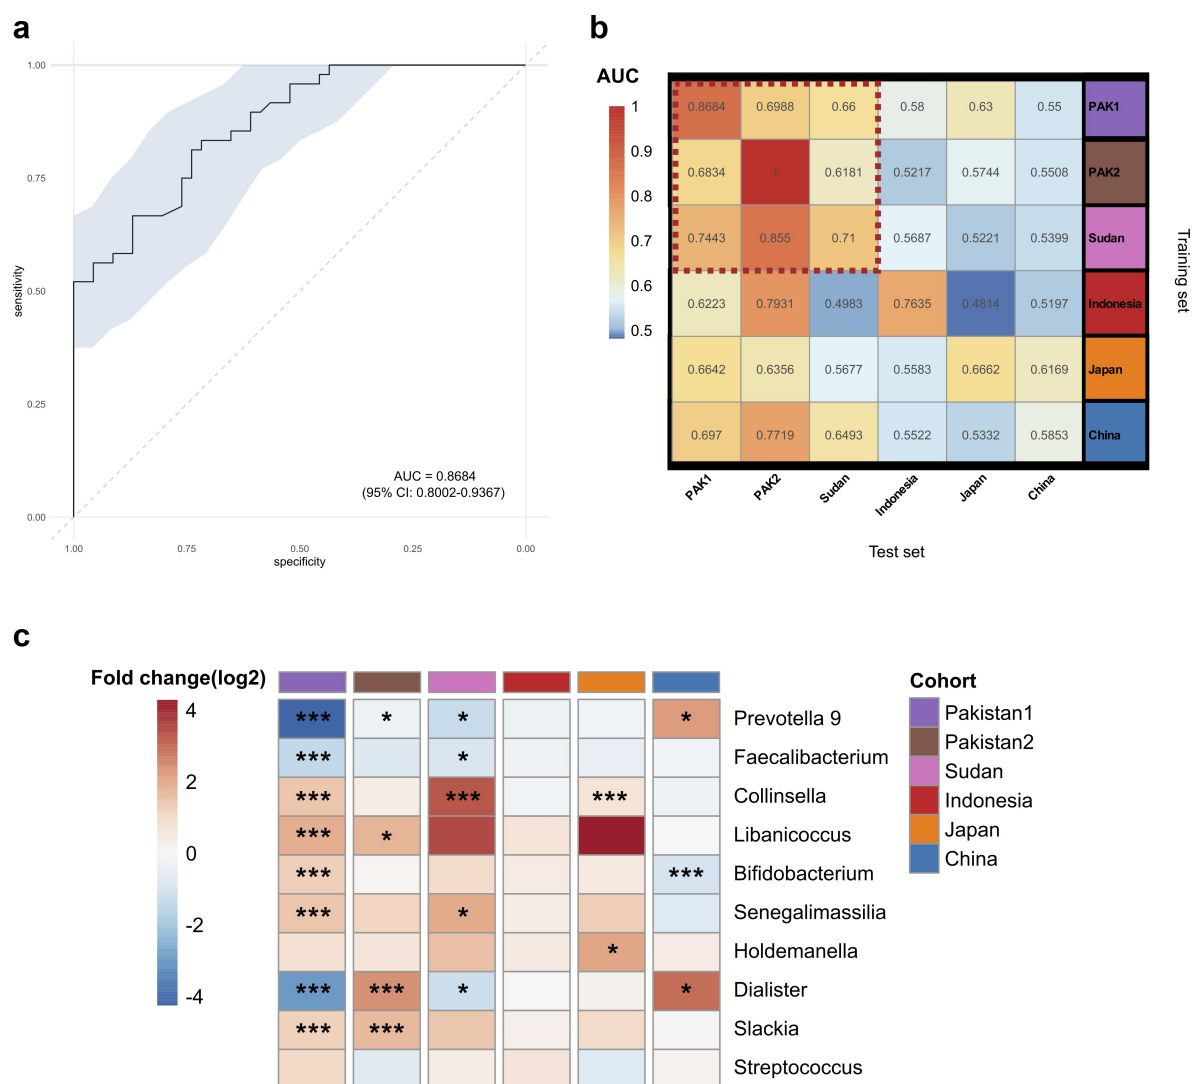 a
1.00
0.75
0.50
0.25
0.00
sensitivity
1.00 0.75 0.50 0.25 0.00
specificity
AUC = 0.8684
(95% CI: 0.8002-0.9367)
b
AUC
1
0.9
0.8
0.7
0.6
0.5
0.8684 0.6988 0.66 0.58 0.63 0.55 PAK1
0.6834 1 0.6181 0.5217 0.5744 0.5508 PAK2
0.7443 0.855 0.71 0.5687 0.5221 0.5399 Sudan
0.6223 0.7931 0.4983 0.7635 0.4814 0.5197 Indonesia
0.6642 0.6356 0.5677 0.5583 0.6662 0.6169 Japan
0.697 0.7719 0.6493 0.5522 0.5332 0.5853 China
PAK1 PAK2 Sudan Indonesia Japan China
Test set
Training set
c
Fold change(log2)
4
2
0
-2
-4
*** * * * Prevotella 9
*** * Faecalibacterium
*** *** *** Collinsella
*** * Libanicoccus
*** *** Bifidobacterium
*** * Senegalimassilia
* Holdemanella
*** *** * * Dialister
*** *** Slackia
Streptococcus
Cohort
Pakistan1
Pakistan2
Sudan
Indonesia
Japan
China